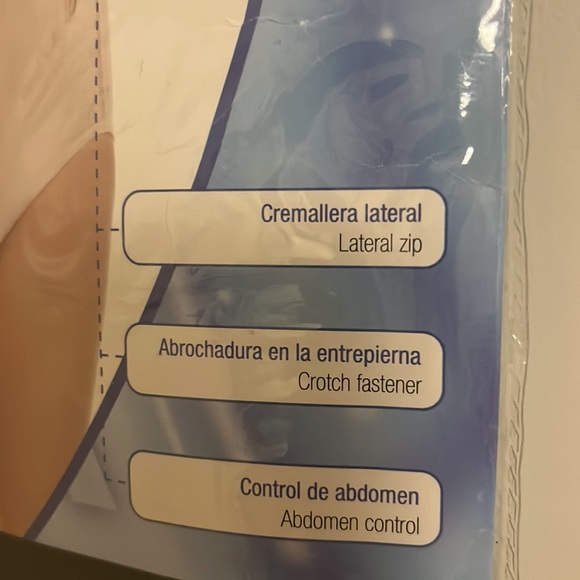 Cremallera lateral
Lateral zip
Abrochadura en la entrepierna
Crotch fastener
Control de abdomen
Abdomen control